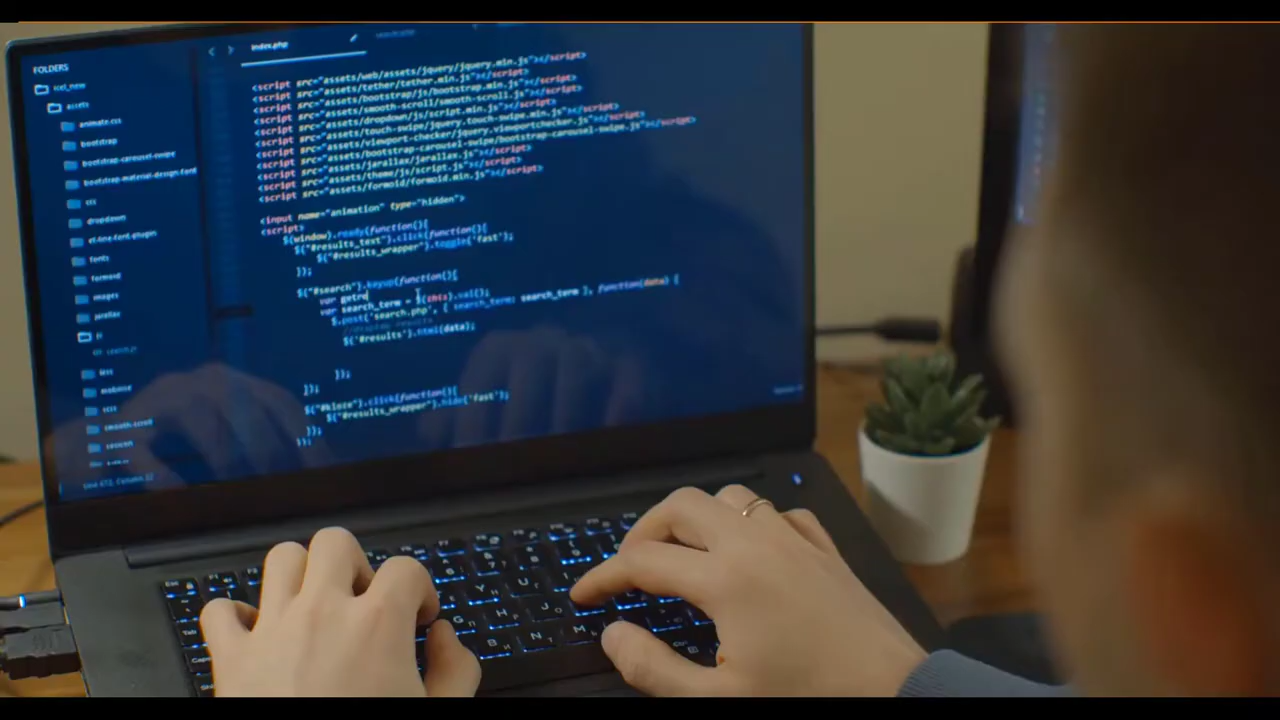 FOLDERS
assets
animate.css
bootstrap
bootstrap-carousel-swipe
bootstrap-material-design-font
dropdown
et-line-font-plugin
fonts
formoid
images
jarallax
smooth-scroll
index.php
<script src="assets/web/assets/jquery/jquery.min.js"></script>
<script src="assets/tether/tether.min.js"></script>
<script src="assets/bootstrap/js/bootstrap.min.js"></script>
<script src="assets/smooth-scroll/smooth-scroll.js"></script>
<script src="assets/dropdown/js/script.min.js"></script>
<script src="assets/touch-swipe/jquery.touch-swipe.min.js"></script>
<script src="assets/viewport-checker/jquery.viewportchecker.js"></script>
<script src="assets/bootstrap-carousel-swipe/bootstrap-carousel-swipe.js"></script>
<script src="assets/jarallax/jarallax.js"></script>
<script src="assets/theme/js/script.js"></script>
<script src="assets/formoid/formoid.min.js"></script>
<input name="animation" type="hidden">
<script>
$(window).ready(function(){
$("#results_text").click(function(){
$("#results_wrapper").toggle('fast');
});
$("#search").keyup(function(){
var getre
var search_term = $(this).val();
$.post('search.php', { search_term: search_term }, function(data) {
$('#results').html(data);
});
});
$("#kloze").click(function(){
$("#results_wrapper").hide('fast');
});
});
Esc F1
Tab
Y U
G H J
B N M